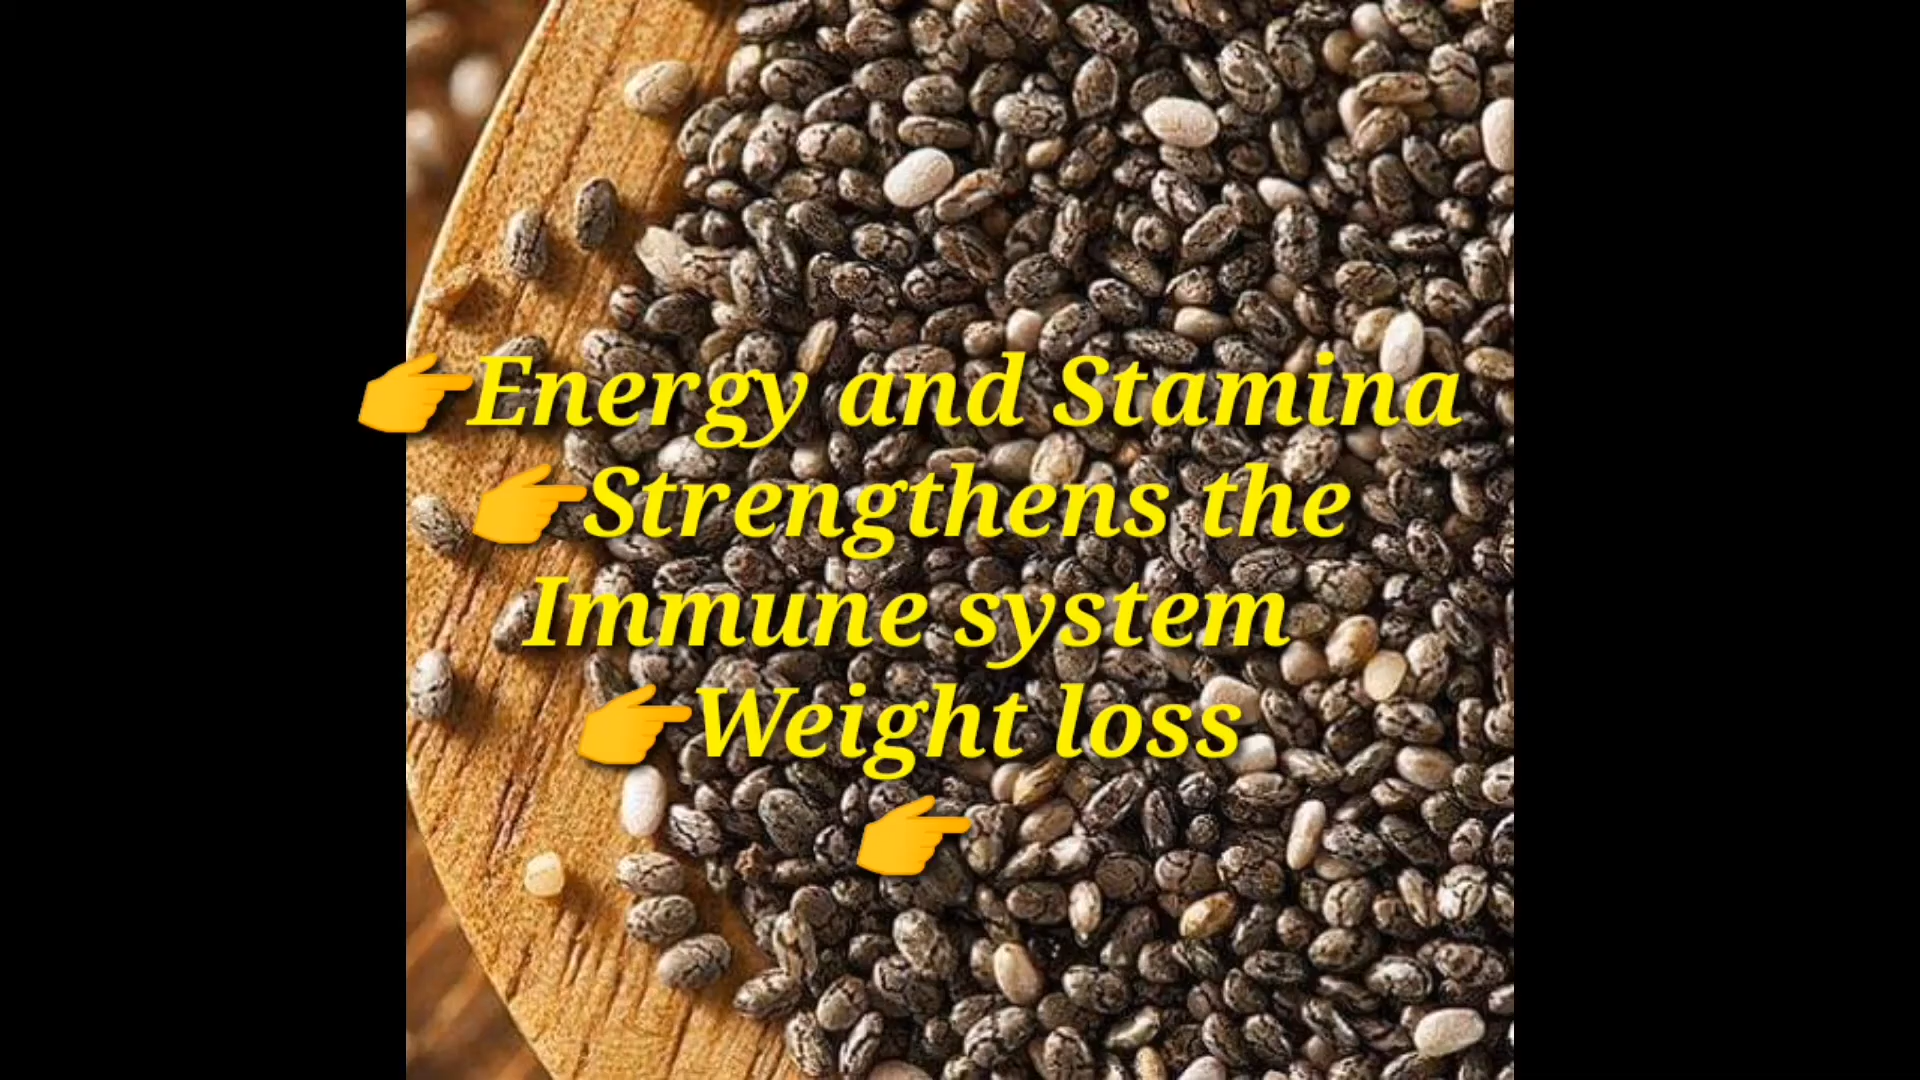 👉Energy and Stamina
👉Strengthens the
Immune system
👉Weight loss
👉